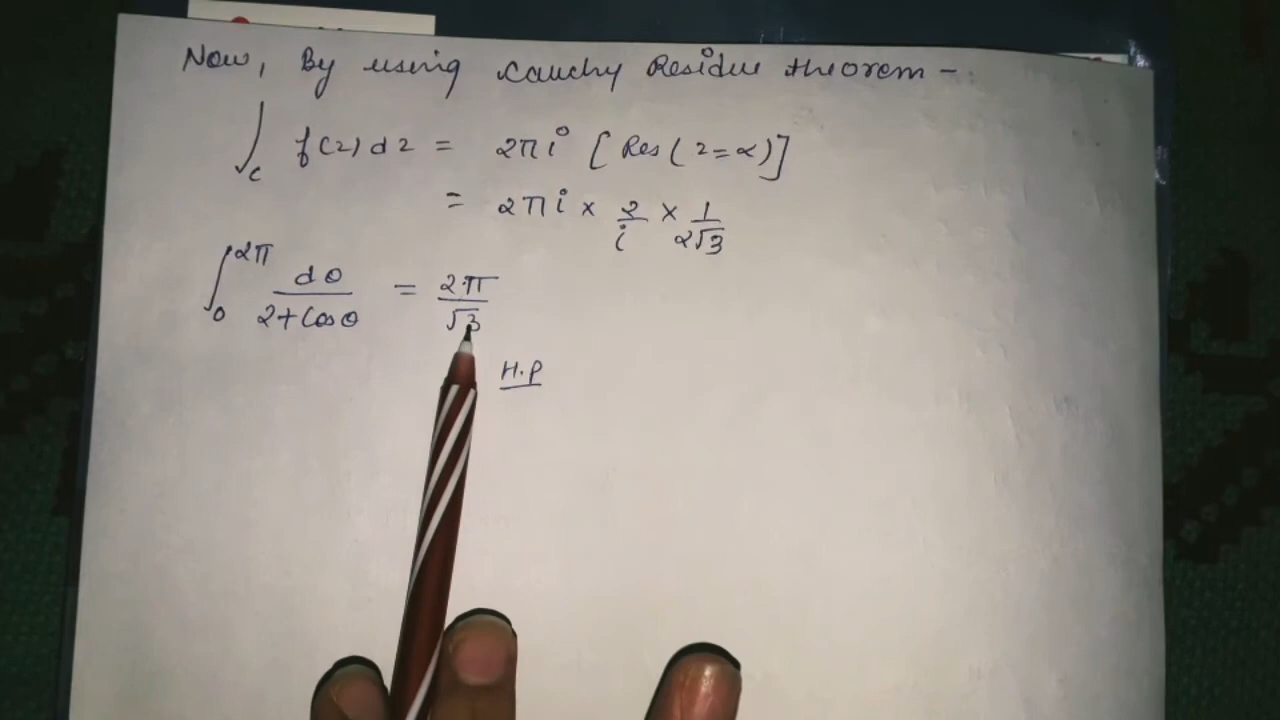 Now, By using Cauchy Residue theorem -
∫_C f(z) dz = 2πi [Res(z=α)]
= 2πi × 2/i × 1/2√3
∫_0^2π dθ/2+Cosθ = 2π/√3
H.P